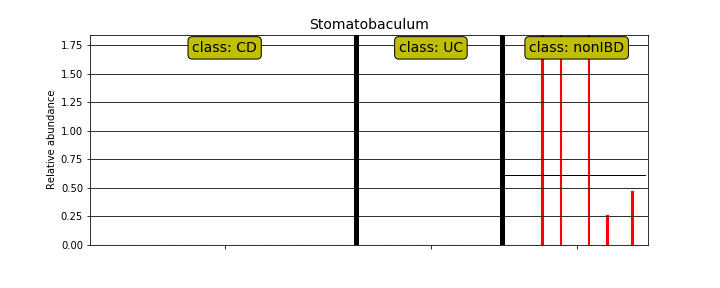 Stomatobaculum
class: CD
class: UC
class: nonIBD
Relative abundance
1.75
1.50
1.25
1.00
0.75
0.50
0.25
0.00